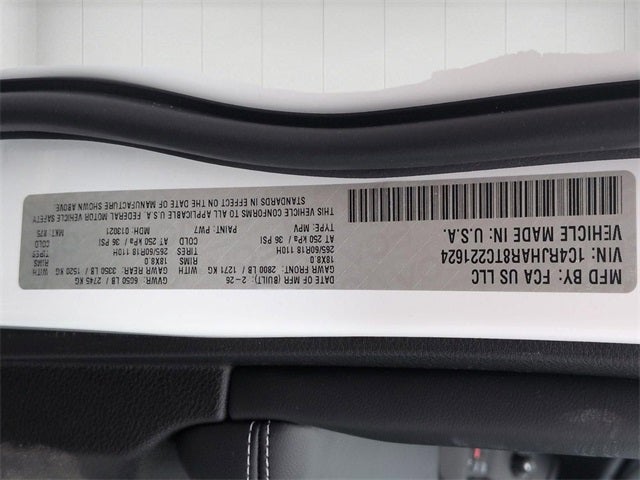 MFD BY: FCA US LLC
VIN: 1C4RJHAR8TC221624
VEHICLE MADE IN: U.S.A.
DATE OF MFR (BUILT): 2-26
GVWR: 6050 LB / 2745 KG
GAWR FRONT: 2800 LB / 1271 KG
GAWR REAR: 3350 LB / 1520 KG
18X8.0
RIMS
18X8.0
RIMS
265/60R18 110H
TIRES
265/60R18 110H
TIRES
AT 250 kPa / 36 PSI
COLD
AT 250 kPa / 36 PSI
COLD
TYPE: MPV
PAINT: PW7
MDH: 013021
MKT: 875
THIS VEHICLE CONFORMS TO ALL APPLICABLE U.S.A. FEDERAL MOTOR VEHICLE SAFETY
STANDARDS IN EFFECT ON THE DATE OF MANUFACTURE SHOWN ABOVE